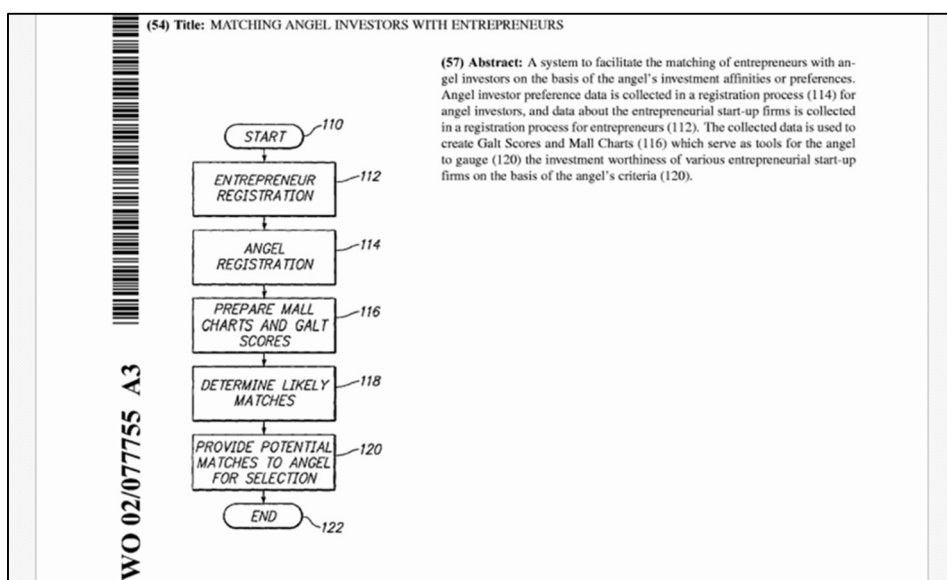 (54) Title: MATCHING ANGEL INVESTORS WITH ENTREPRENEURS
(57) Abstract: A system to facilitate the matching of entrepreneurs with an-
gel investors on the basis of the angel's investment affinities or preferences.
Angel investor preference data is collected in a registration process (114) for
angel investors, and data about the entrepreneurial start-up firms is collected
in a registration process for entrepreneurs (112). The collected data is used to
create Galt Scores and Mall Charts (116) which serve as tools for the angel
to gauge (120) the investment worthiness of various entrepreneurial start-up
firms on the basis of the angel's criteria (120).
START
110
ENTREPRENEUR
REGISTRATION
112
ANGEL
REGISTRATION
114
PREPARE MALL
CHARTS AND GALT
SCORES
116
DETERMINE LIKELY
MATCHES
118
PROVIDE POTENTIAL
MATCHES TO ANGEL
FOR SELECTION
120
END
122
WO 02/077755 A3